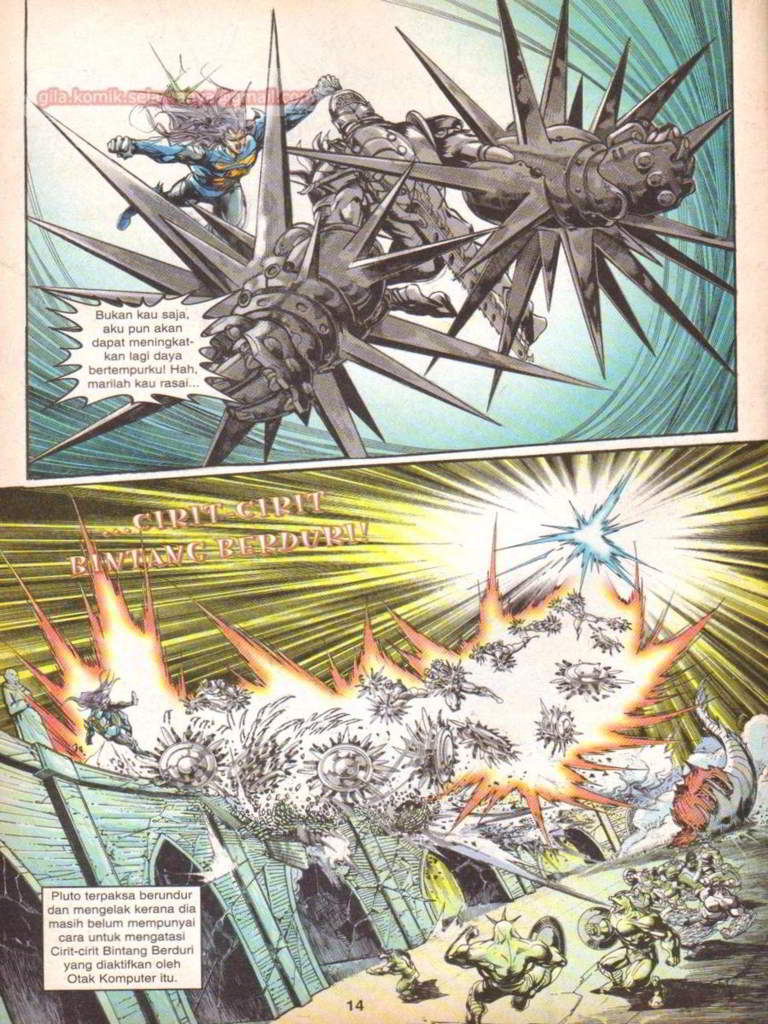 Bukan kau saja,
aku pun akan
dapat meningkat-
kan lagi daya
bertempurku! Hah,
marilah kau rasai...
...CIRIT-CIRIT
BINTANG BERDURI!
Pluto terpaksa berundur
dan mengelak kerana dia
masih belum mempunyai
cara untuk mengatasi
Cirit-cirit Bintang Berduri
yang diaktifkan oleh
Otak Komputer itu.
14